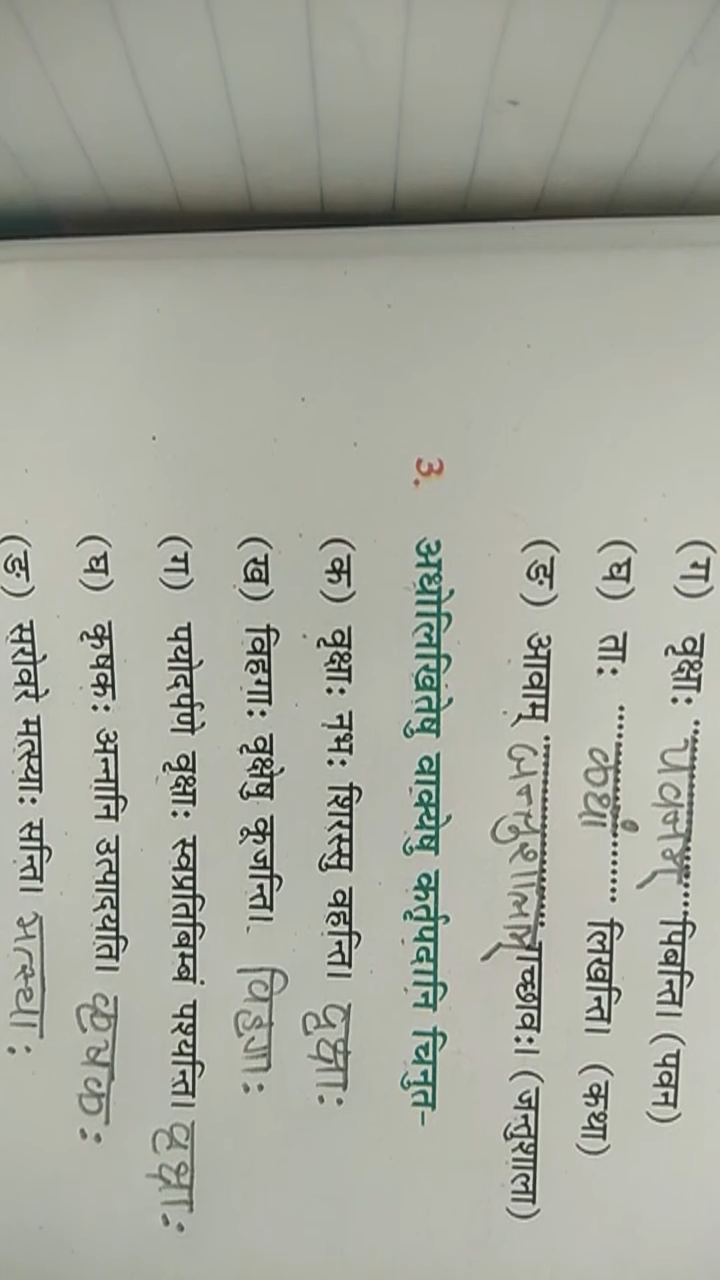 (ग) वृक्षाः ......पवनम्...... पिबन्ति। (पवन)
(घ) ताः ......कथां...... लिखन्ति। (कथा)
(ङ) आवाम् ......जन्तुशालाम्...... गच्छावः। (जन्तुशाला)
3. अधोलिखितेषु वाक्येषु कर्तृपदानि चिनुत-
(क) वृक्षाः नभः शिरस्सु वहन्ति। वृक्षाः
(ख) विहगाः वृक्षेषु कूजन्ति। विहगाः
(ग) पयोदर्पणे वृक्षाः स्वप्रतिबिम्बं पश्यन्ति। वृक्षाः
(घ) कृषकः अन्नानि उत्पादयति। कृषकः
(ङ) सरोवरे मत्स्याः सन्ति। मत्स्याः